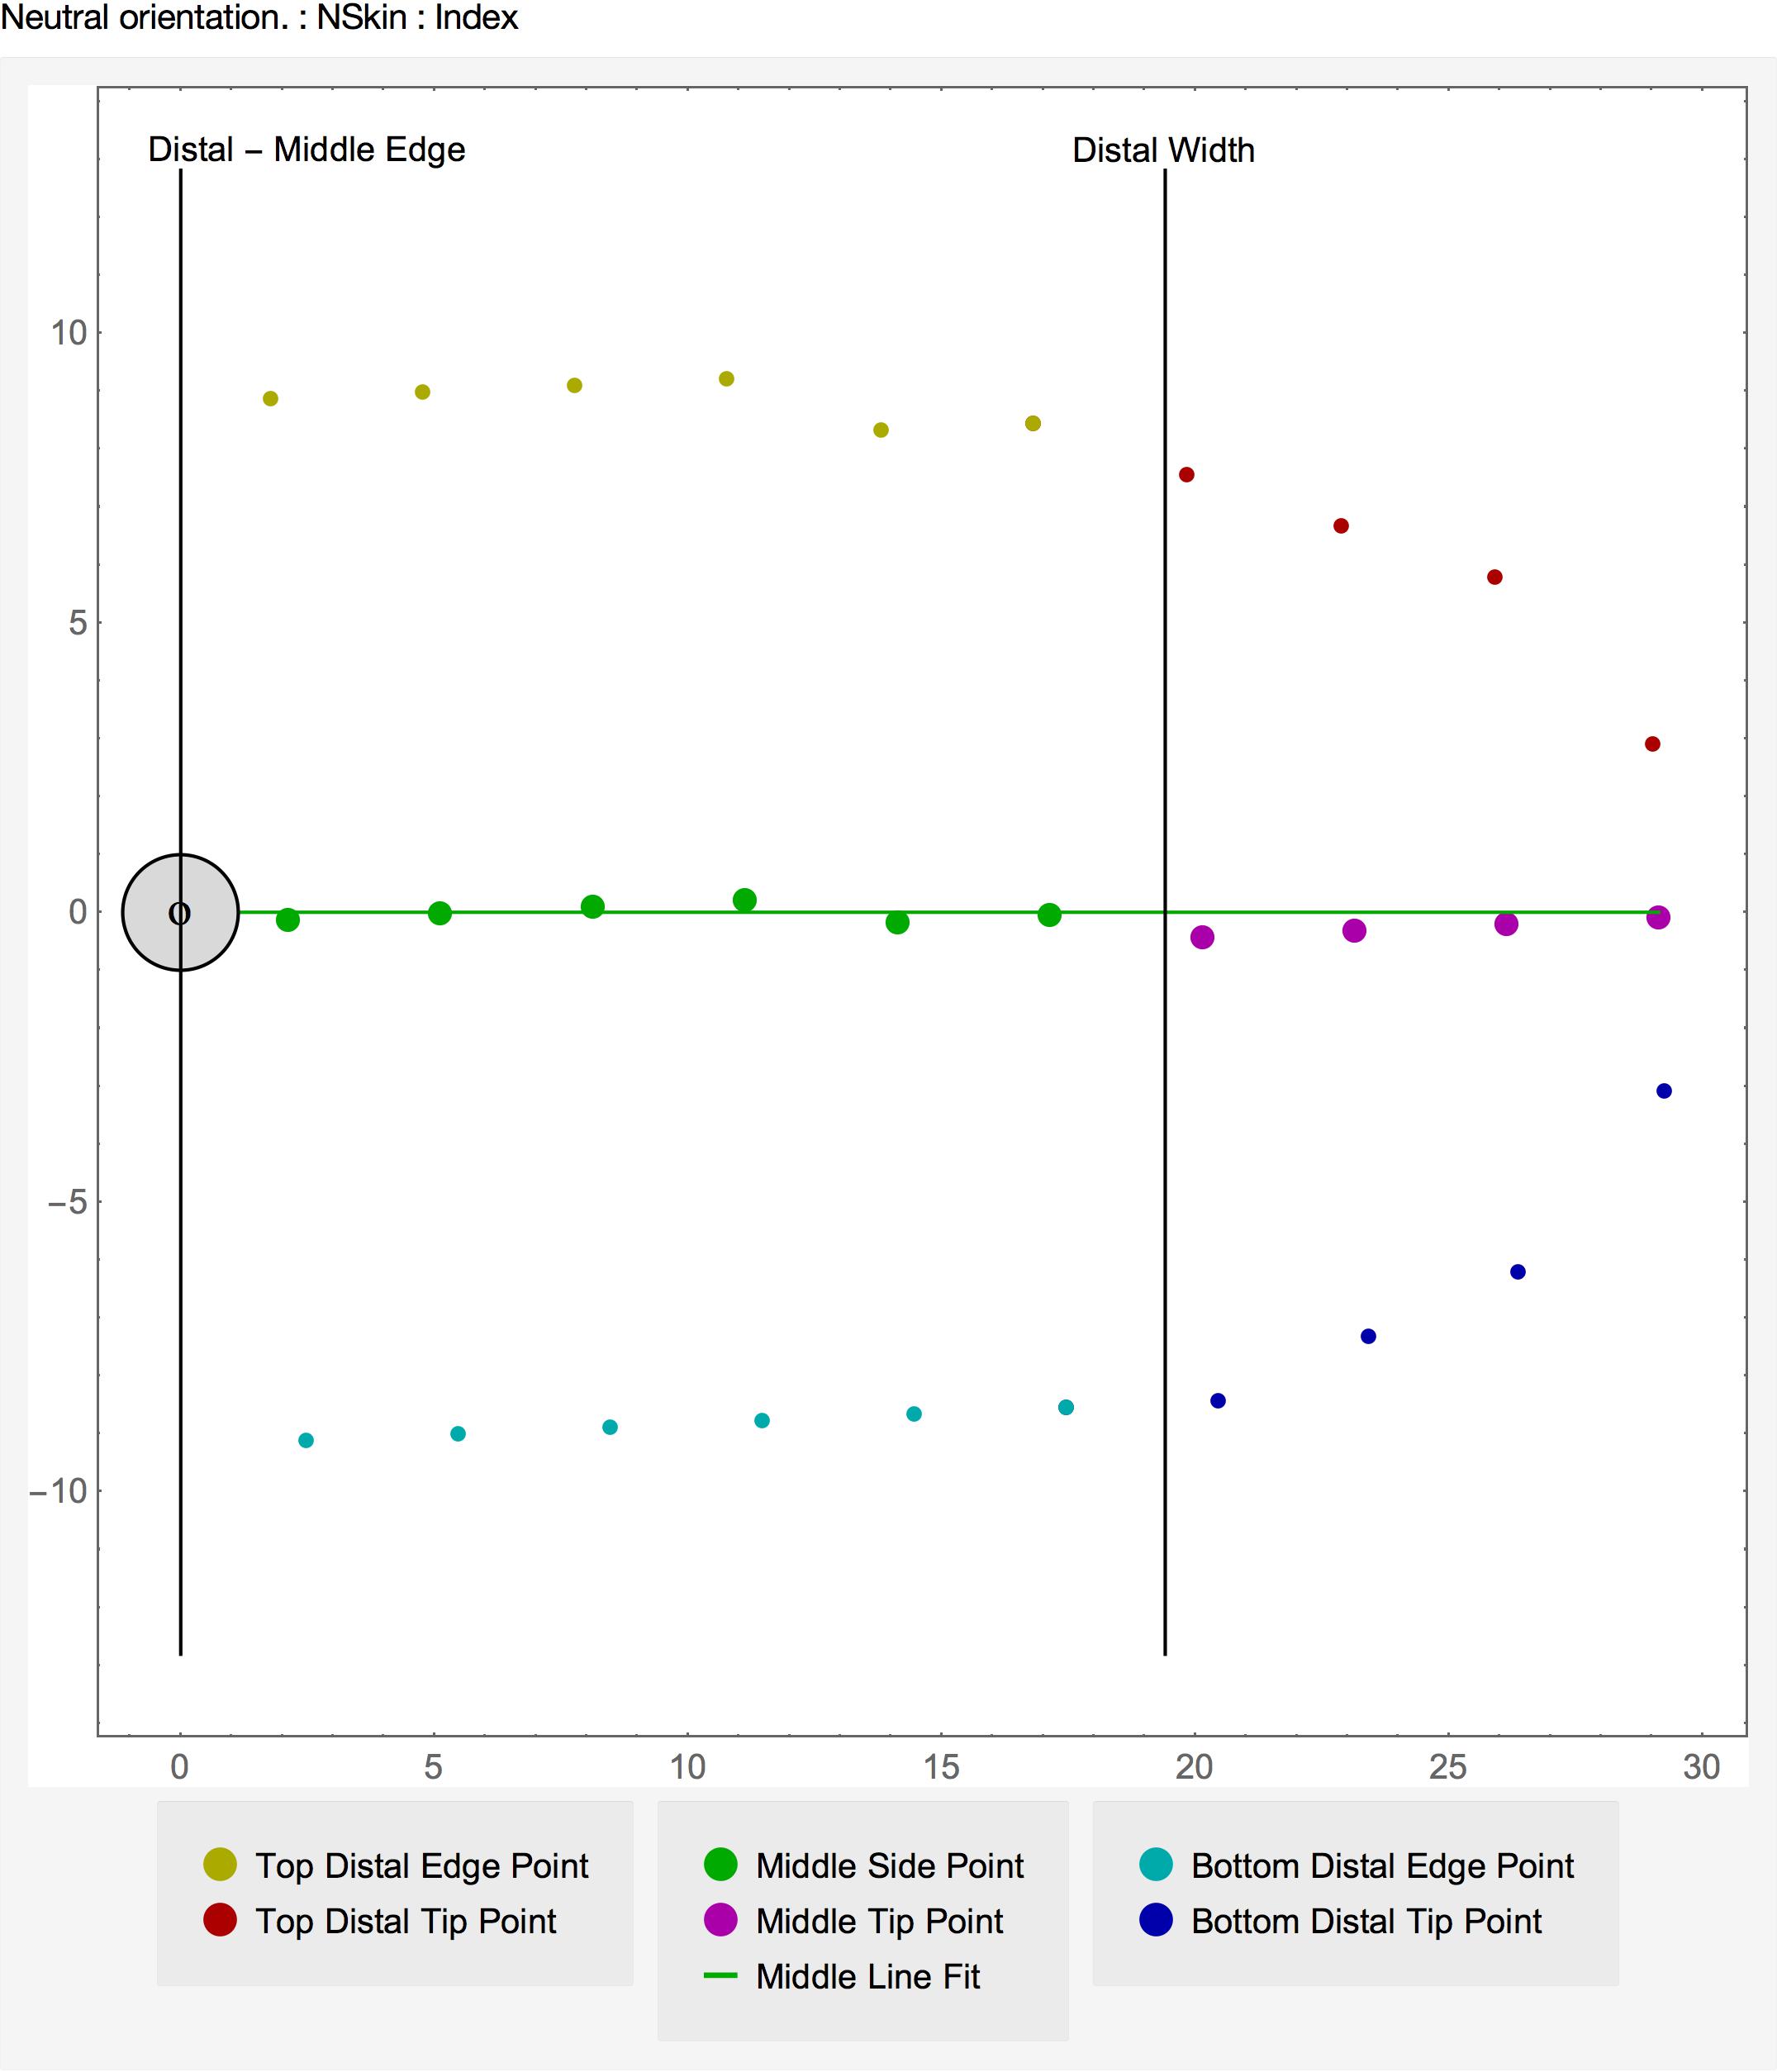 Neutral orientation. : NSkin : Index
Distal – Middle Edge
Distal Width
10
5
0
−5
−10
o
0 5 10 15 20 25 30
Top Distal Edge Point
Top Distal Tip Point
Middle Side Point
Middle Tip Point
Middle Line Fit
Bottom Distal Edge Point
Bottom Distal Tip Point